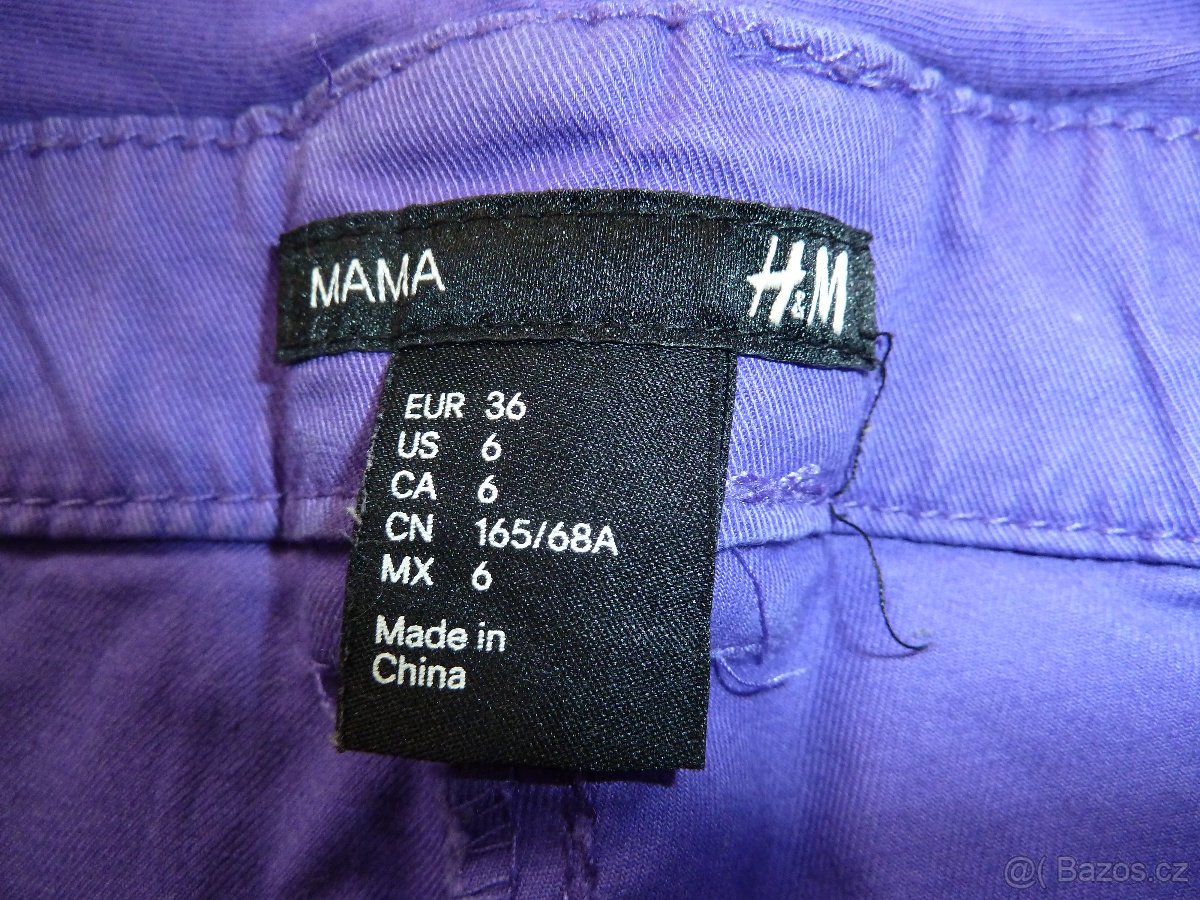 MAMA H&M
EUR 36
US 6
CA 6
CN 165/68A
MX 6
Made in
China
@( Bazos.cz